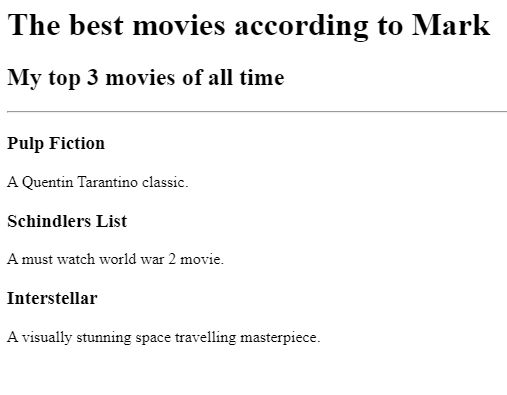 The best movies according to Mark
My top 3 movies of all time
Pulp Fiction
A Quentin Tarantino classic.
Schindlers List
A must watch world war 2 movie.
Interstellar
A visually stunning space travelling masterpiece.